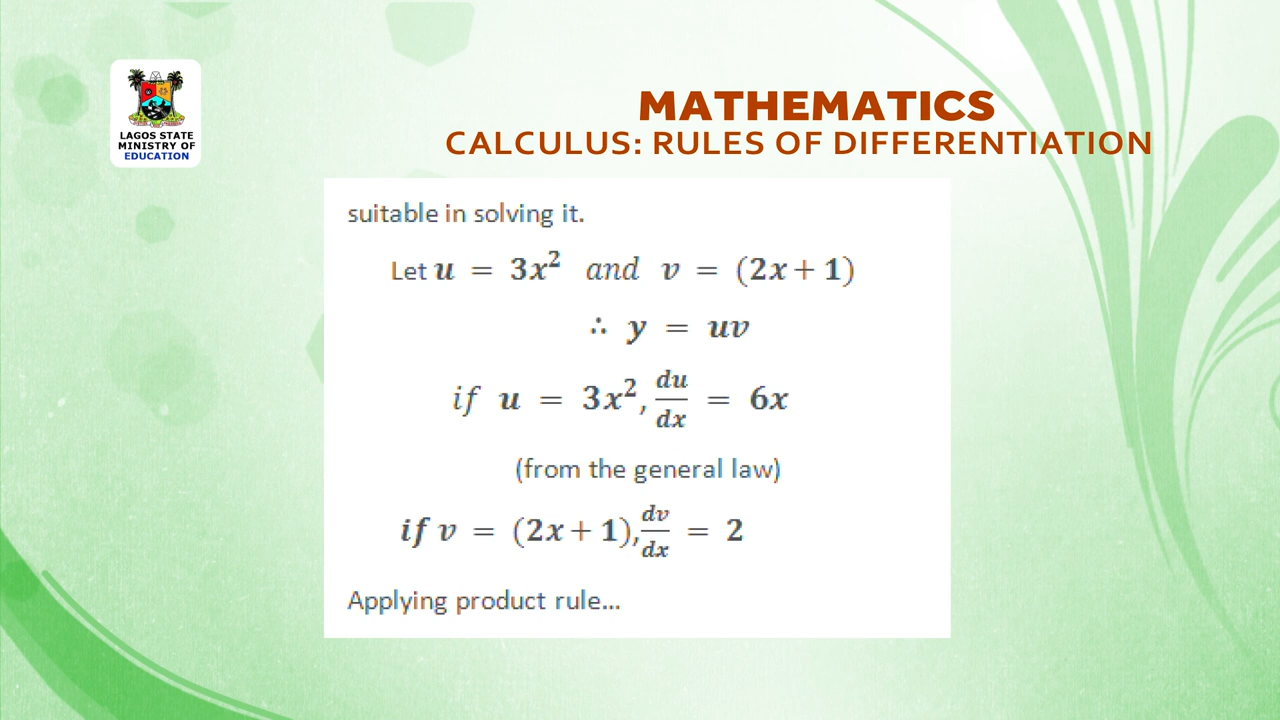 LAGOS STATE
MINISTRY OF
EDUCATION
MATHEMATICS
CALCULUS: RULES OF DIFFERENTIATION
suitable in solving it.
Let u = 3x² and v = (2x + 1)
∴ y = uv
if u = 3x², du/dx = 6x
(from the general law)
if v = (2x + 1), dv/dx = 2
Applying product rule...